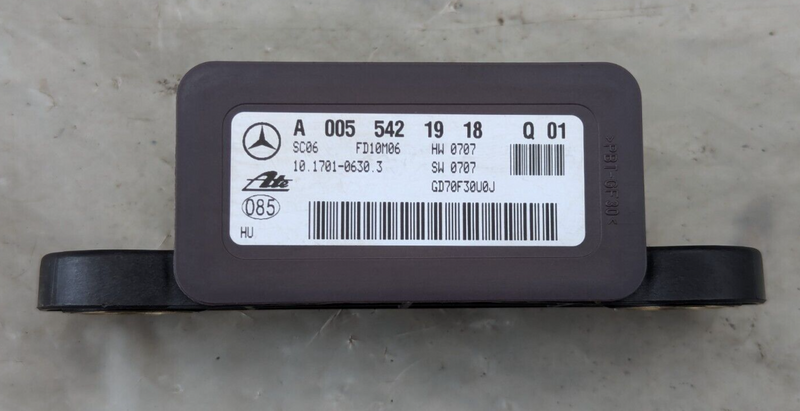 A 005 542 19 18 Q 01
SC06 FD10M06 HW 0707
10.1701-0630.3 SW 0707
Ate GD70F30U0J
085
HU